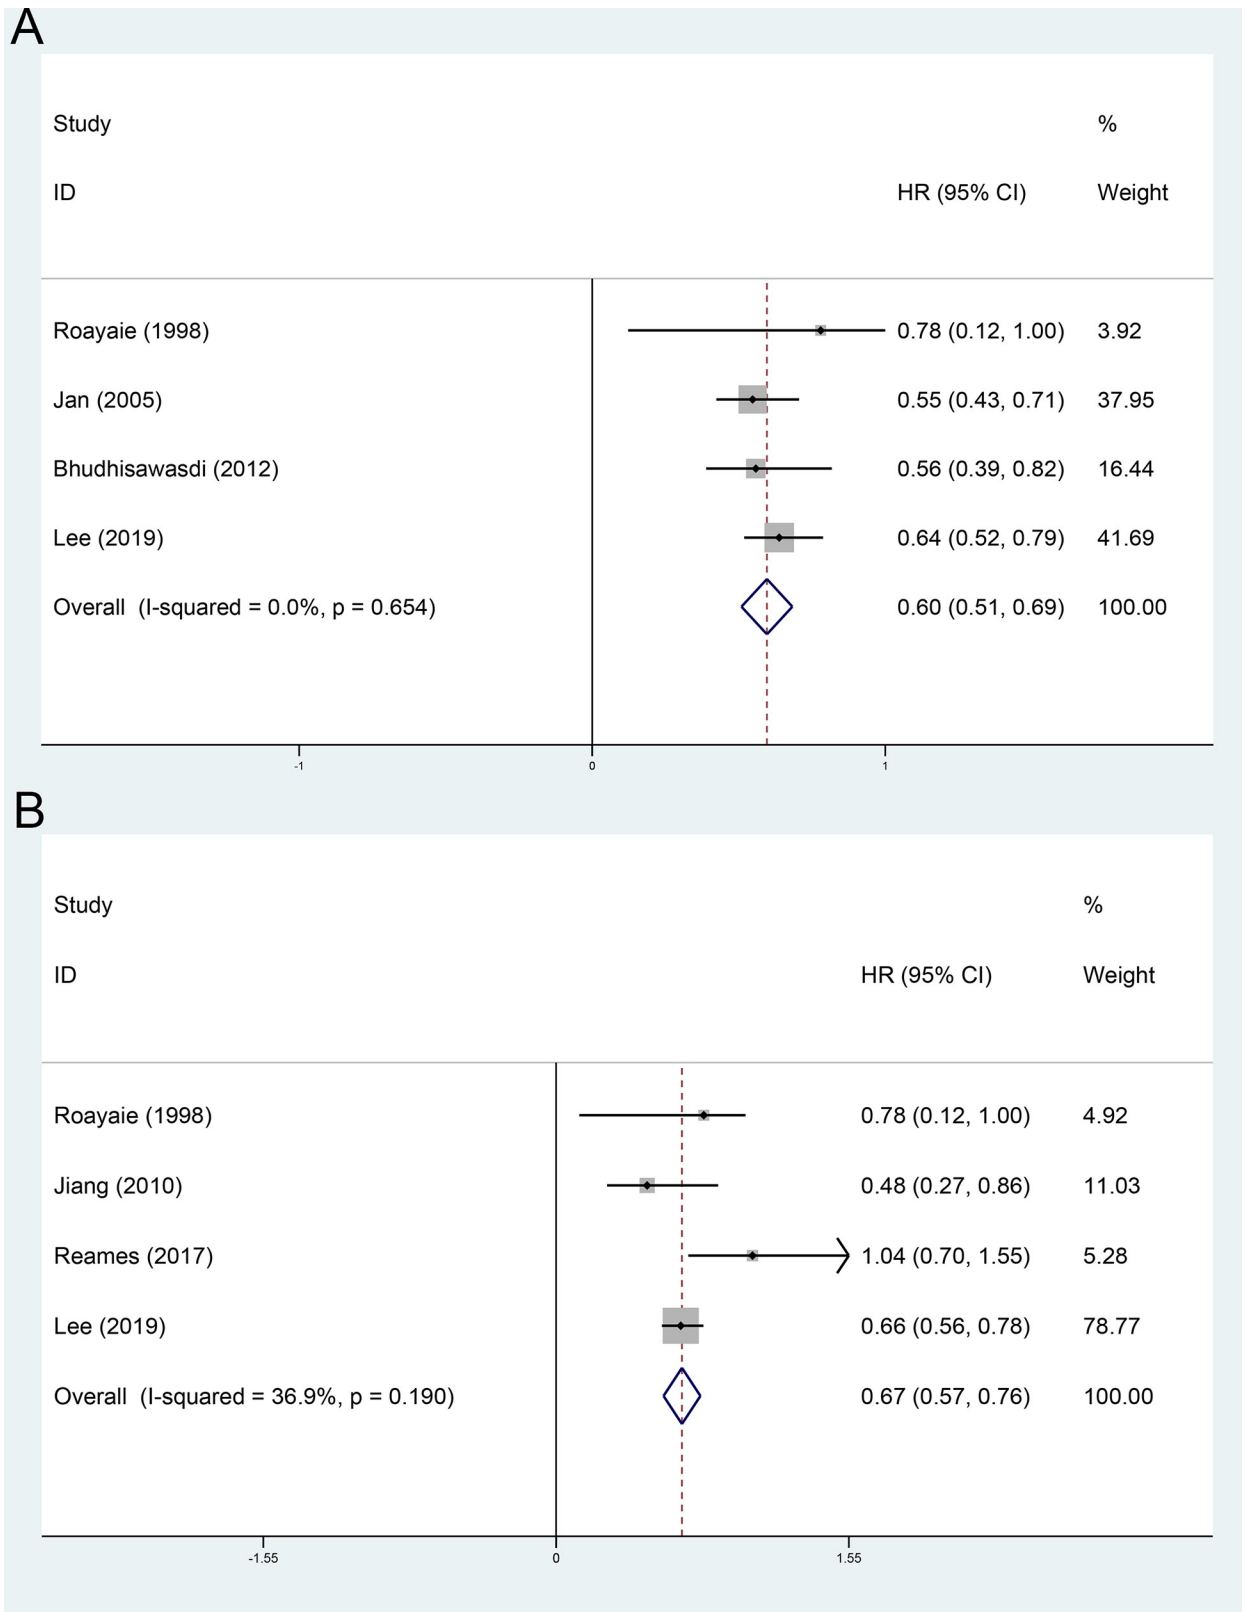 A
Study %
ID HR (95% CI) Weight
Roayaie (1998) 0.78 (0.12, 1.00) 3.92
Jan (2005) 0.55 (0.43, 0.71) 37.95
Bhudhisawasdi (2012) 0.56 (0.39, 0.82) 16.44
Lee (2019) 0.64 (0.52, 0.79) 41.69
Overall (I-squared = 0.0%, p = 0.654) 0.60 (0.51, 0.69) 100.00
-1 0 1
B
Study %
ID HR (95% CI) Weight
Roayaie (1998) 0.78 (0.12, 1.00) 4.92
Jiang (2010) 0.48 (0.27, 0.86) 11.03
Reames (2017) 1.04 (0.70, 1.55) 5.28
Lee (2019) 0.66 (0.56, 0.78) 78.77
Overall (I-squared = 36.9%, p = 0.190) 0.67 (0.57, 0.76) 100.00
-1.55 0 1.55